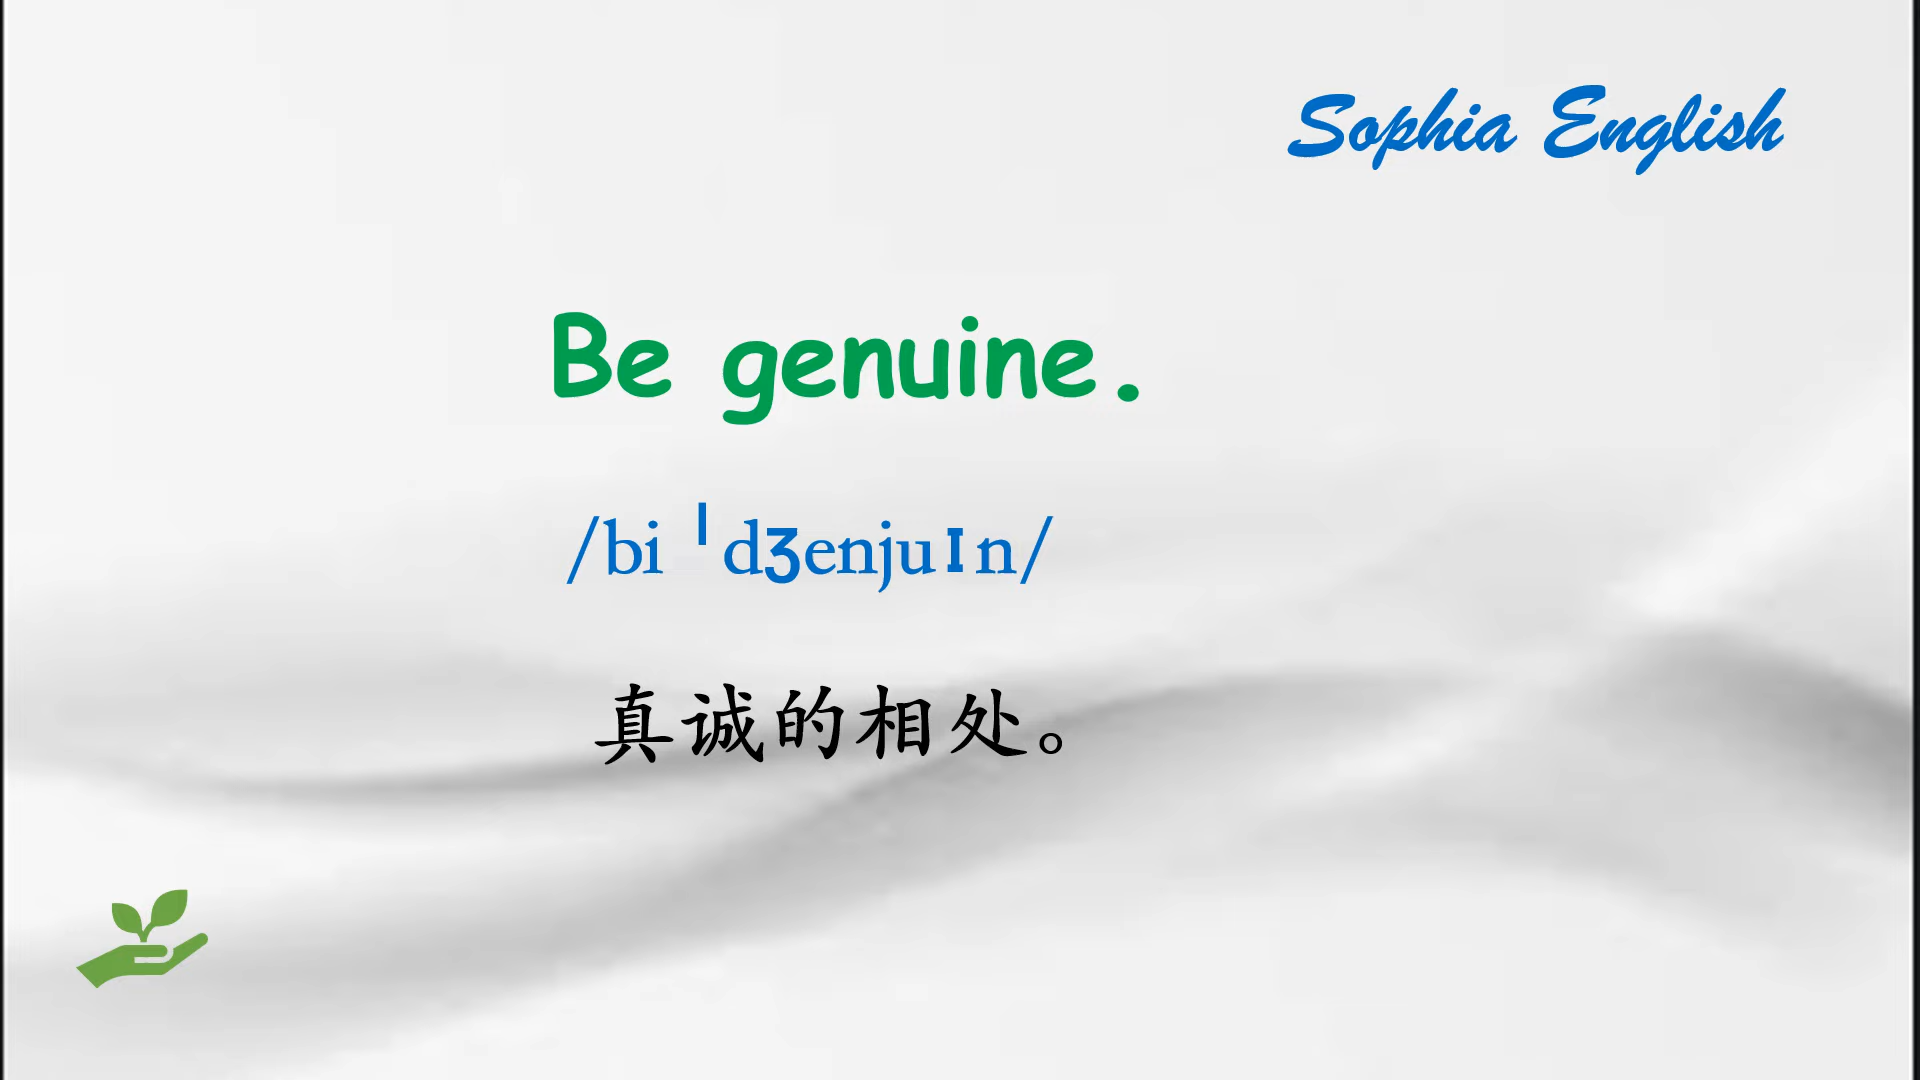 Sophia English
Be genuine.
/bi ˈdʒenjuɪn/
真诚的相处。